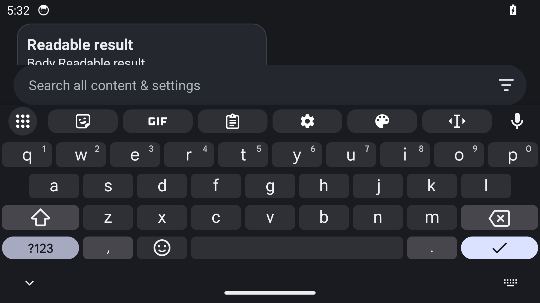 5:32
Readable result
Body Readable result
Search all content & settings
GIF
q 1 w 2 e 3 r 4 t 5 y 6 u 7 i 8 o 9 p 0
a s d f g h j k l
z x c v b n m
?123 , .